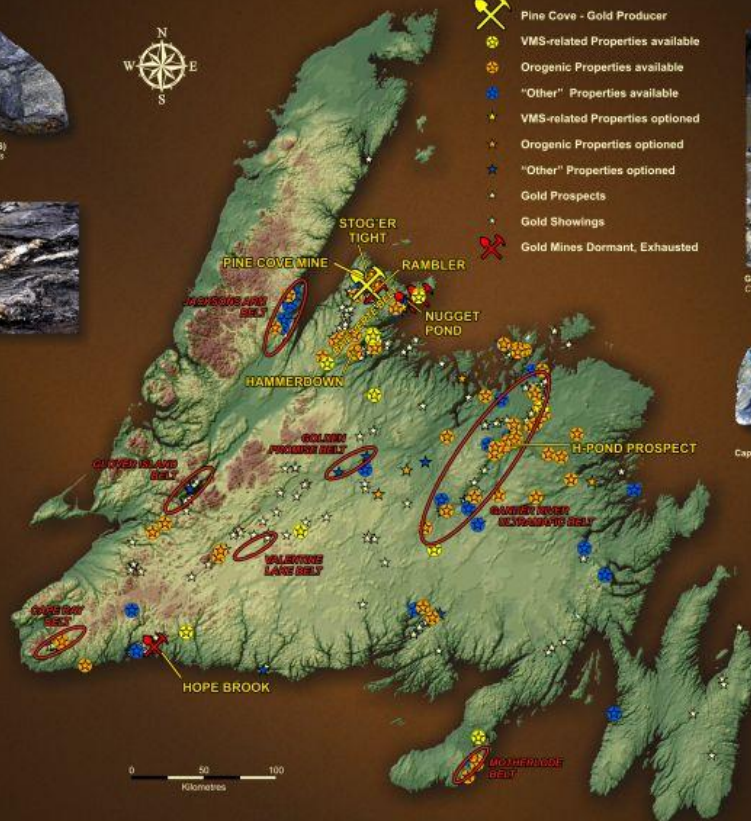 Pine Cove - Gold Producer
VMS-related Properties available
Orogenic Properties available
"Other" Properties available
VMS-related Properties optioned
Orogenic Properties optioned
"Other" Properties optioned
Gold Prospects
Gold Showings
Gold Mines Dormant, Exhausted
N
W
E
S
STOG'ER
TIGHT
PINE COVE MINE
RAMBLER
JACKSONS ARM
BELT
NUGGET
POND
HAMMERDOWN
GOLDEN
PROMISE BELT
H-POND PROSPECT
GLOVER ISLAND
BELT
GANDER RIVER
ULTRAMAFIC BELT
VALENTINE
LAKE BELT
CAPE RAY
BELT
HOPE BROOK
MOTHERLODE
BELT
0 50 100
Kilometres